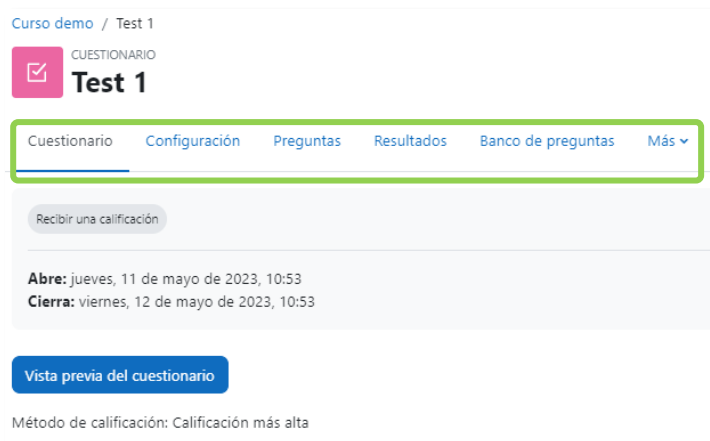 Curso demo / Test 1
CUESTIONARIO
Test 1
Cuestionario Configuración Preguntas Resultados Banco de preguntas Más
Recibir una calificación
Abre: jueves, 11 de mayo de 2023, 10:53
Cierra: viernes, 12 de mayo de 2023, 10:53
Vista previa del cuestionario
Método de calificación: Calificación más alta